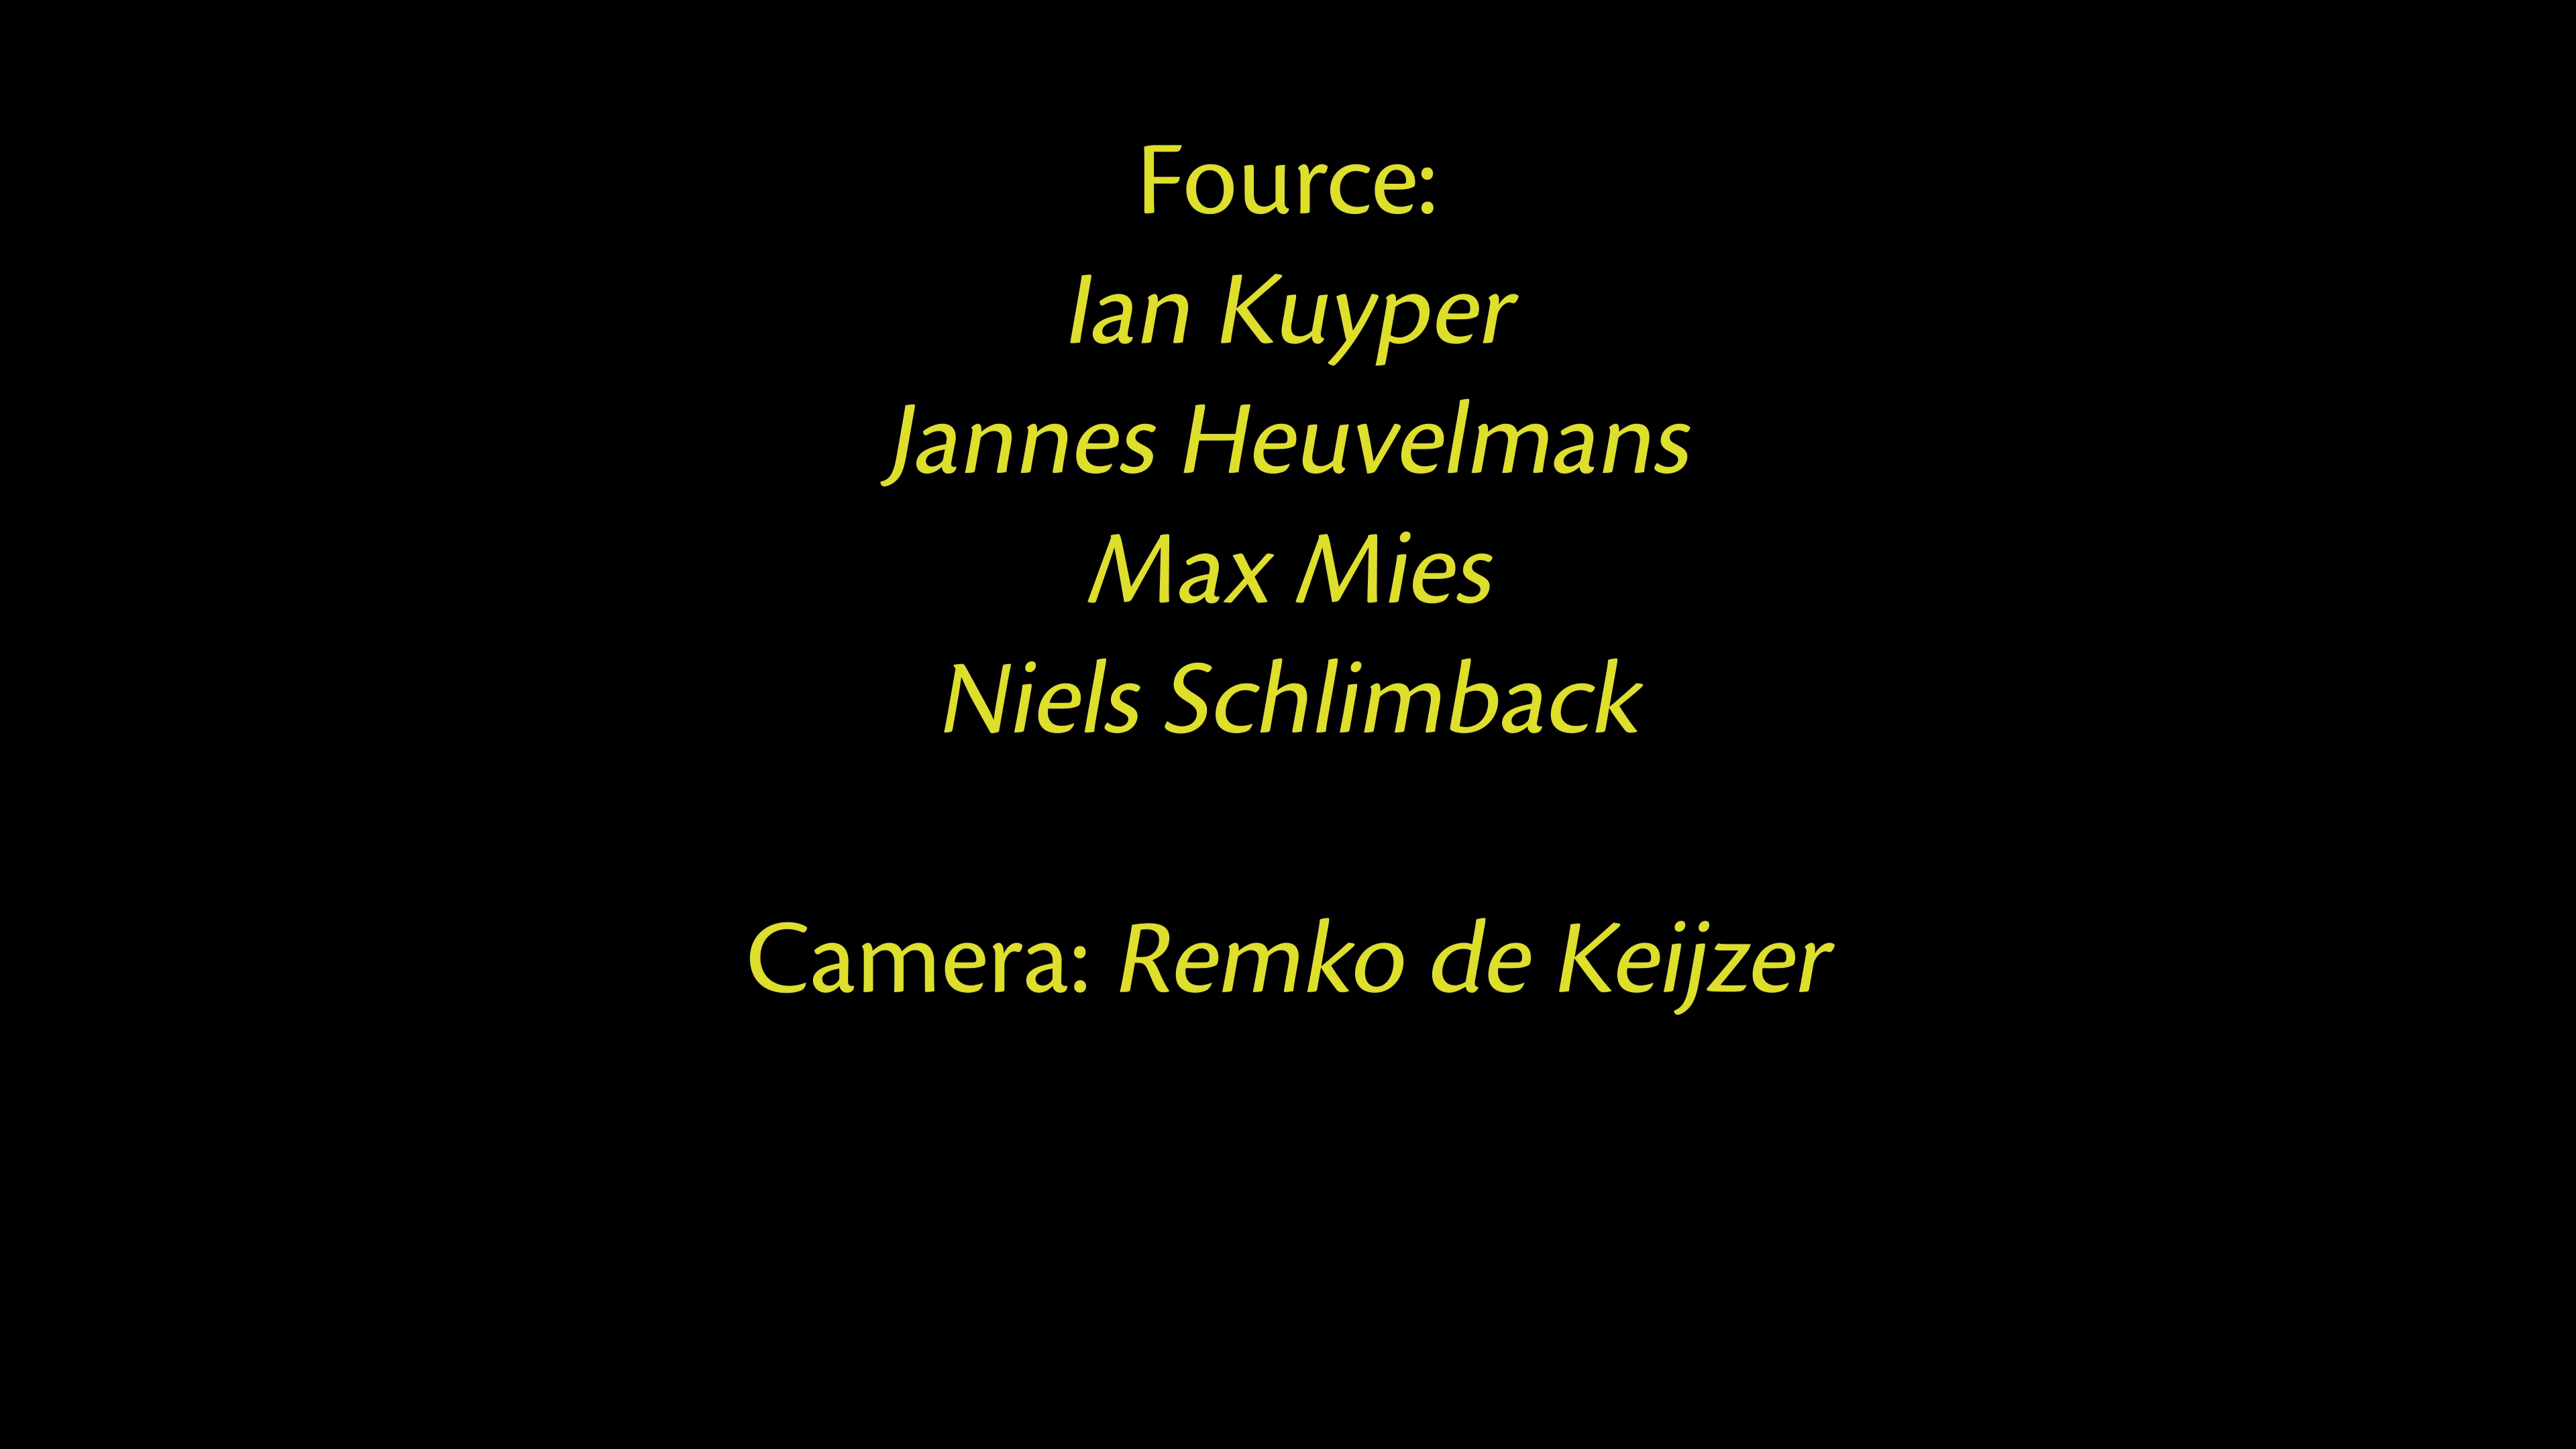 Fource:
Ian Kuyper
Jannes Heuvelmans
Max Mies
Niels Schlimback
Camera: Remko de Keijzer